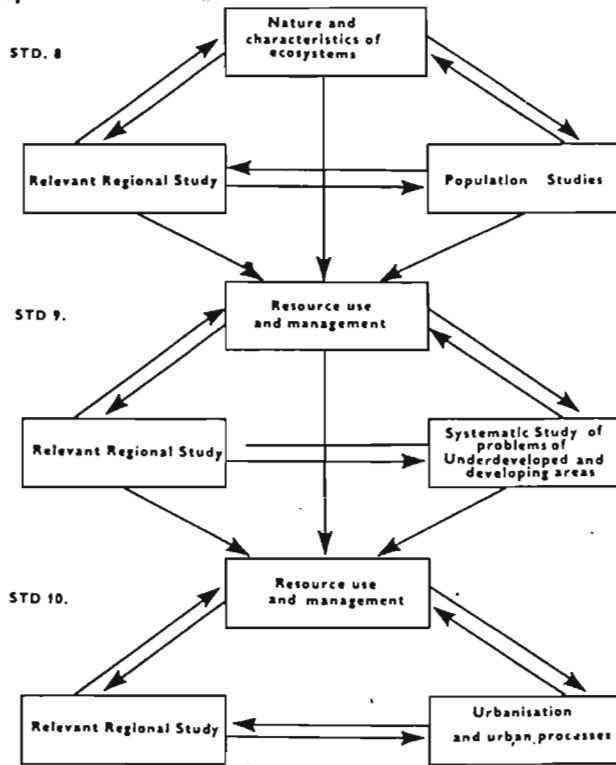 Nature and
characteristics of
ecosystems
STD. 8
Relevant Regional Study
Population Studies
Resource use
and management
STD 9.
Relevant Regional Study
Systematic Study of
problems of
Underdeveloped and
developing areas
Resource use
and management
STD 10.
Relevant Regional Study
Urbanisation
and urban processes